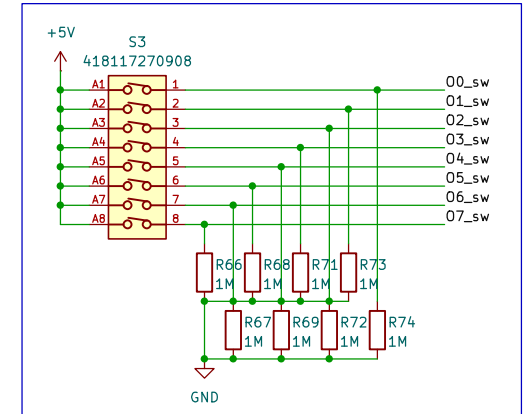 +5V
S3
418117270908
A1 1 O0_sw
A2 2 O1_sw
A3 3 O2_sw
A4 4 O3_sw
A5 5 O4_sw
A6 6 O5_sw
A7 7 O6_sw
A8 8 O7_sw
R66 R68 R71 R73
1M 1M 1M 1M
R67 R69 R72 R74
1M 1M 1M 1M
GND